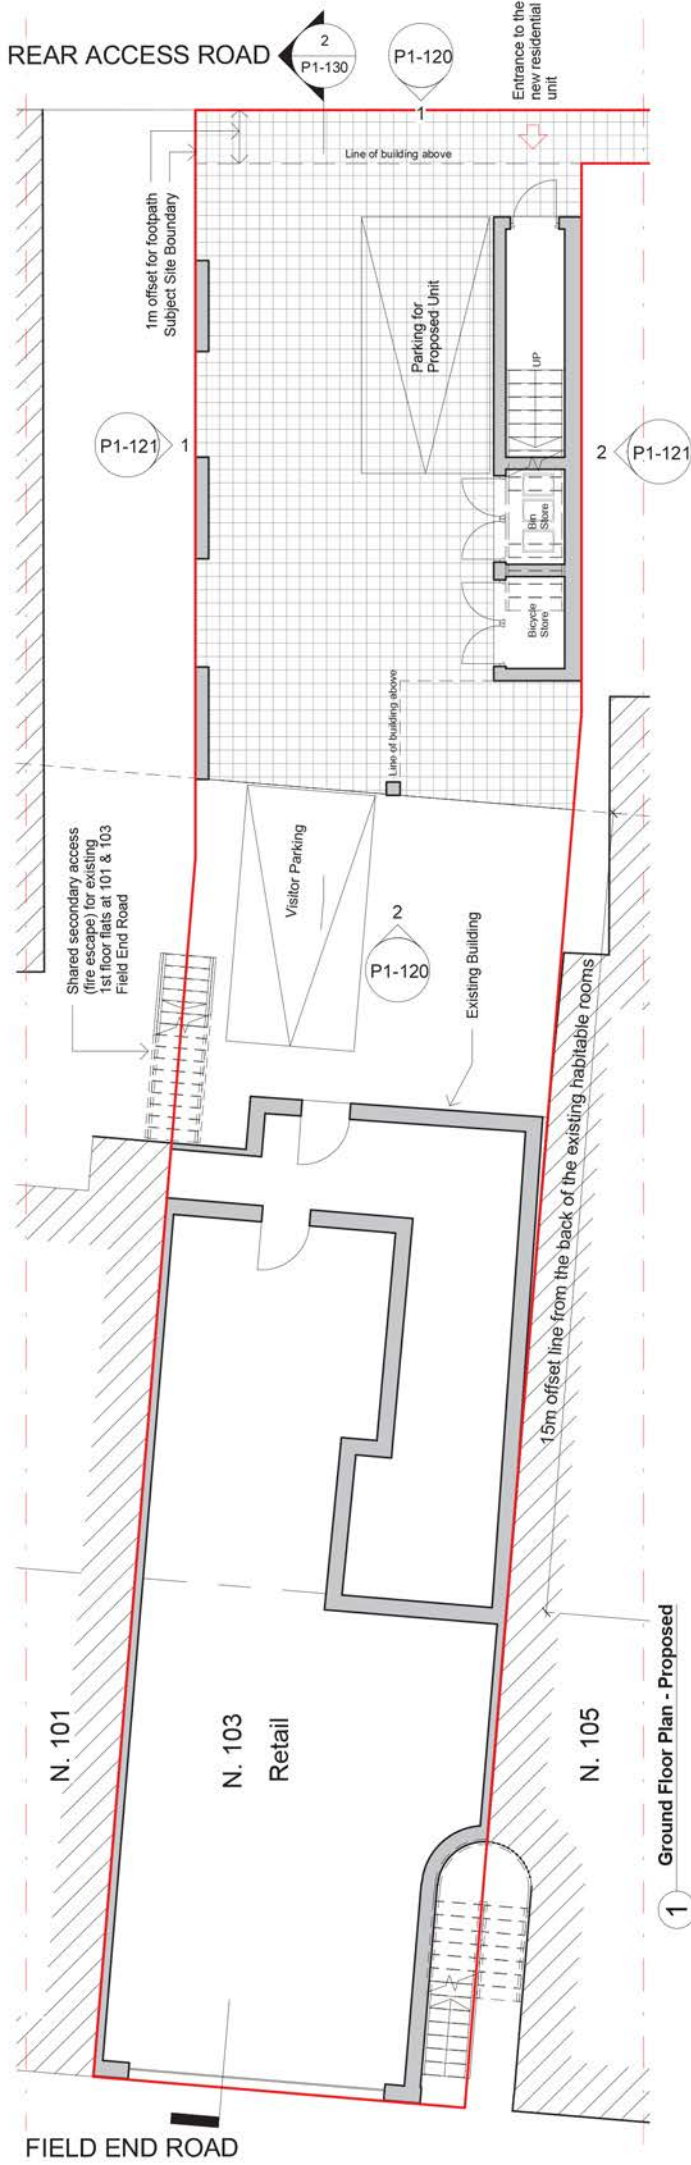 REAR ACCESS ROAD
2
P1-130
P1-120
1
Entrance to the
new residential
unit
1m offset for footpath
Subject Site Boundary
Line of building above
Parking for
Proposed Unit
UP
P1-121
1
2
P1-121
Bin
Store
Bicycle
Store
Line of building above
Shared secondary access
(fire escape) for existing
1st floor flats at 101 & 103
Field End Road
Visitor Parking
2
P1-120
Existing Building
15m offset line from the back of the existing habitable rooms
N. 101
N. 103
Retail
N. 105
1
Ground Floor Plan - Proposed
FIELD END ROAD